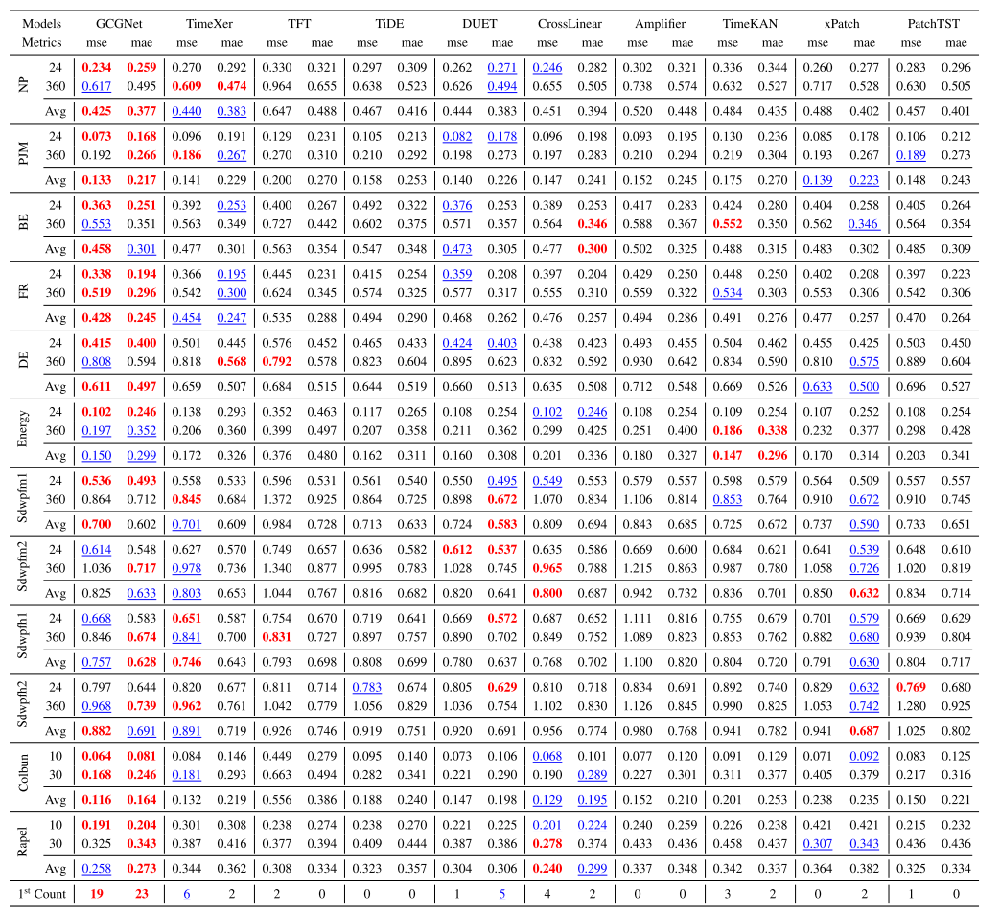 Models GCGNet TimeXer TFT TiDE DUET CrossLinear Amplifier TimeKAN xPatch PatchTST
Metrics mse mae mse mae mse mae mse mae mse mae mse mae mse mae mse mae mse mae mse mae
NP
24 0.234 0.259 0.270 0.292 0.330 0.321 0.297 0.309 0.262 0.271 0.246 0.282 0.302 0.321 0.336 0.344 0.260 0.277 0.283 0.296
360 0.617 0.495 0.609 0.474 0.964 0.655 0.638 0.523 0.626 0.494 0.655 0.505 0.738 0.574 0.632 0.527 0.717 0.528 0.630 0.505
Avg 0.425 0.377 0.440 0.383 0.647 0.488 0.467 0.416 0.444 0.383 0.451 0.394 0.520 0.448 0.484 0.435 0.488 0.402 0.457 0.401
PJM
24 0.073 0.168 0.096 0.191 0.129 0.231 0.105 0.213 0.082 0.178 0.096 0.198 0.093 0.195 0.130 0.236 0.085 0.178 0.106 0.212
360 0.192 0.266 0.186 0.267 0.270 0.310 0.210 0.292 0.198 0.273 0.197 0.283 0.210 0.294 0.219 0.304 0.193 0.267 0.189 0.273
Avg 0.133 0.217 0.141 0.229 0.200 0.270 0.158 0.253 0.140 0.226 0.147 0.241 0.152 0.245 0.175 0.270 0.139 0.223 0.148 0.243
BE
24 0.363 0.251 0.392 0.253 0.400 0.267 0.492 0.322 0.376 0.253 0.389 0.253 0.417 0.283 0.424 0.280 0.404 0.258 0.405 0.264
360 0.553 0.351 0.563 0.349 0.727 0.442 0.602 0.375 0.571 0.357 0.564 0.346 0.588 0.367 0.552 0.350 0.562 0.346 0.564 0.354
Avg 0.458 0.301 0.477 0.301 0.563 0.354 0.547 0.348 0.473 0.305 0.477 0.300 0.502 0.325 0.488 0.315 0.483 0.302 0.485 0.309
FR
24 0.338 0.194 0.366 0.195 0.445 0.231 0.415 0.254 0.359 0.208 0.397 0.204 0.429 0.250 0.448 0.250 0.402 0.208 0.397 0.223
360 0.519 0.296 0.542 0.300 0.624 0.345 0.574 0.325 0.577 0.317 0.555 0.310 0.559 0.322 0.534 0.303 0.553 0.306 0.542 0.306
Avg 0.428 0.245 0.454 0.247 0.535 0.288 0.494 0.290 0.468 0.262 0.476 0.257 0.494 0.286 0.491 0.276 0.477 0.257 0.470 0.264
DE
24 0.415 0.400 0.501 0.445 0.576 0.452 0.465 0.433 0.424 0.403 0.438 0.423 0.493 0.455 0.504 0.462 0.455 0.425 0.503 0.450
360 0.808 0.594 0.818 0.568 0.792 0.578 0.823 0.604 0.895 0.623 0.832 0.592 0.930 0.642 0.834 0.590 0.810 0.575 0.889 0.604
Avg 0.611 0.497 0.659 0.507 0.684 0.515 0.644 0.519 0.660 0.513 0.635 0.508 0.712 0.548 0.669 0.526 0.633 0.500 0.696 0.527
Energy
24 0.102 0.246 0.138 0.293 0.352 0.463 0.117 0.265 0.108 0.254 0.102 0.246 0.108 0.254 0.109 0.254 0.107 0.252 0.108 0.254
360 0.197 0.352 0.206 0.360 0.399 0.497 0.207 0.358 0.211 0.362 0.299 0.425 0.251 0.400 0.186 0.338 0.232 0.377 0.298 0.428
Avg 0.150 0.299 0.172 0.326 0.376 0.480 0.162 0.311 0.160 0.308 0.201 0.336 0.180 0.327 0.147 0.296 0.170 0.314 0.203 0.341
Sdwpfm1
24 0.536 0.493 0.558 0.533 0.596 0.531 0.561 0.540 0.550 0.495 0.549 0.553 0.579 0.557 0.598 0.579 0.564 0.509 0.557 0.557
360 0.864 0.712 0.845 0.684 1.372 0.925 0.864 0.725 0.898 0.672 1.070 0.834 1.106 0.814 0.853 0.764 0.910 0.672 0.910 0.745
Avg 0.700 0.602 0.701 0.609 0.984 0.728 0.713 0.633 0.724 0.583 0.809 0.694 0.843 0.685 0.725 0.672 0.737 0.590 0.733 0.651
Sdwpfm2
24 0.614 0.548 0.627 0.570 0.749 0.657 0.636 0.582 0.612 0.537 0.635 0.586 0.669 0.600 0.684 0.621 0.641 0.539 0.648 0.610
360 1.036 0.717 0.978 0.736 1.340 0.877 0.995 0.783 1.028 0.745 0.965 0.788 1.215 0.863 0.987 0.780 1.058 0.726 1.020 0.819
Avg 0.825 0.633 0.803 0.653 1.044 0.767 0.816 0.682 0.820 0.641 0.800 0.687 0.942 0.732 0.836 0.701 0.850 0.632 0.834 0.714
Sdwpfh1
24 0.668 0.583 0.651 0.587 0.754 0.670 0.719 0.641 0.669 0.572 0.687 0.652 1.111 0.816 0.755 0.679 0.701 0.579 0.669 0.629
360 0.846 0.674 0.841 0.700 0.831 0.727 0.897 0.757 0.890 0.702 0.849 0.752 1.089 0.823 0.853 0.762 0.882 0.680 0.939 0.804
Avg 0.757 0.628 0.746 0.643 0.793 0.698 0.808 0.699 0.780 0.637 0.768 0.702 1.100 0.820 0.804 0.720 0.791 0.630 0.804 0.717
Sdwpfh2
24 0.797 0.644 0.820 0.677 0.811 0.714 0.783 0.674 0.805 0.629 0.810 0.718 0.834 0.691 0.892 0.740 0.829 0.632 0.769 0.680
360 0.968 0.739 0.962 0.761 1.042 0.779 1.056 0.829 1.036 0.754 1.102 0.830 1.126 0.845 0.990 0.825 1.053 0.742 1.280 0.925
Avg 0.882 0.691 0.891 0.719 0.926 0.746 0.919 0.751 0.920 0.691 0.956 0.774 0.980 0.768 0.941 0.782 0.941 0.687 1.025 0.802
Colbun
10 0.064 0.081 0.084 0.146 0.449 0.279 0.095 0.140 0.073 0.106 0.068 0.101 0.077 0.120 0.091 0.129 0.071 0.092 0.083 0.125
30 0.168 0.246 0.181 0.293 0.663 0.494 0.282 0.341 0.221 0.290 0.190 0.289 0.227 0.301 0.311 0.377 0.405 0.379 0.217 0.316
Avg 0.116 0.164 0.132 0.219 0.556 0.386 0.188 0.240 0.147 0.198 0.129 0.195 0.152 0.210 0.201 0.253 0.238 0.235 0.150 0.221
Rapel
10 0.191 0.204 0.301 0.308 0.238 0.274 0.238 0.270 0.221 0.225 0.201 0.224 0.240 0.259 0.226 0.238 0.421 0.421 0.215 0.232
30 0.325 0.343 0.387 0.416 0.377 0.394 0.409 0.444 0.387 0.386 0.278 0.374 0.433 0.436 0.458 0.437 0.307 0.343 0.436 0.436
Avg 0.258 0.273 0.344 0.362 0.308 0.334 0.323 0.357 0.304 0.306 0.240 0.299 0.337 0.348 0.342 0.337 0.364 0.382 0.325 0.334
1st Count 19 23 6 2 2 0 0 0 1 5 4 2 0 0 3 2 0 2 1 0